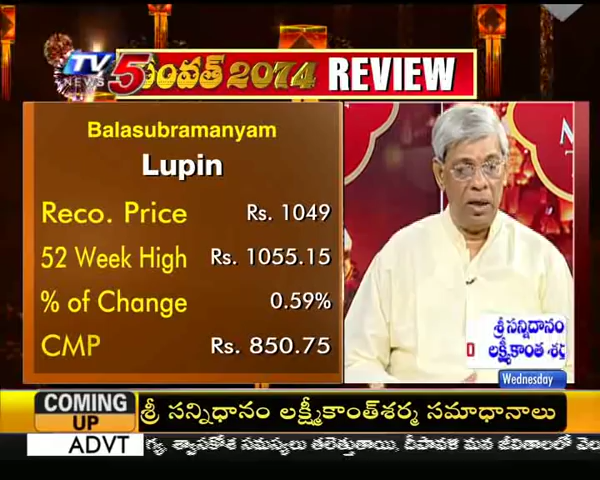 TV5
NEWS
సంవత్ 2074 REVIEW
Balasubramanyam
Lupin
Reco. Price Rs. 1049
52 Week High Rs. 1055.15
% of Change 0.59%
CMP Rs. 850.75
శ్రీ సన్నిధానం
లక్ష్మీకాంత శర్మ
Wednesday
COMING
UP
శ్రీ సన్నిధానం లక్ష్మీకాంత్‌శర్మ సమాధానాలు
ADVT
శ్వాసకోశ సమస్యలు తలెత్తుతాయి, దీపావళి మన జీవితాలలో